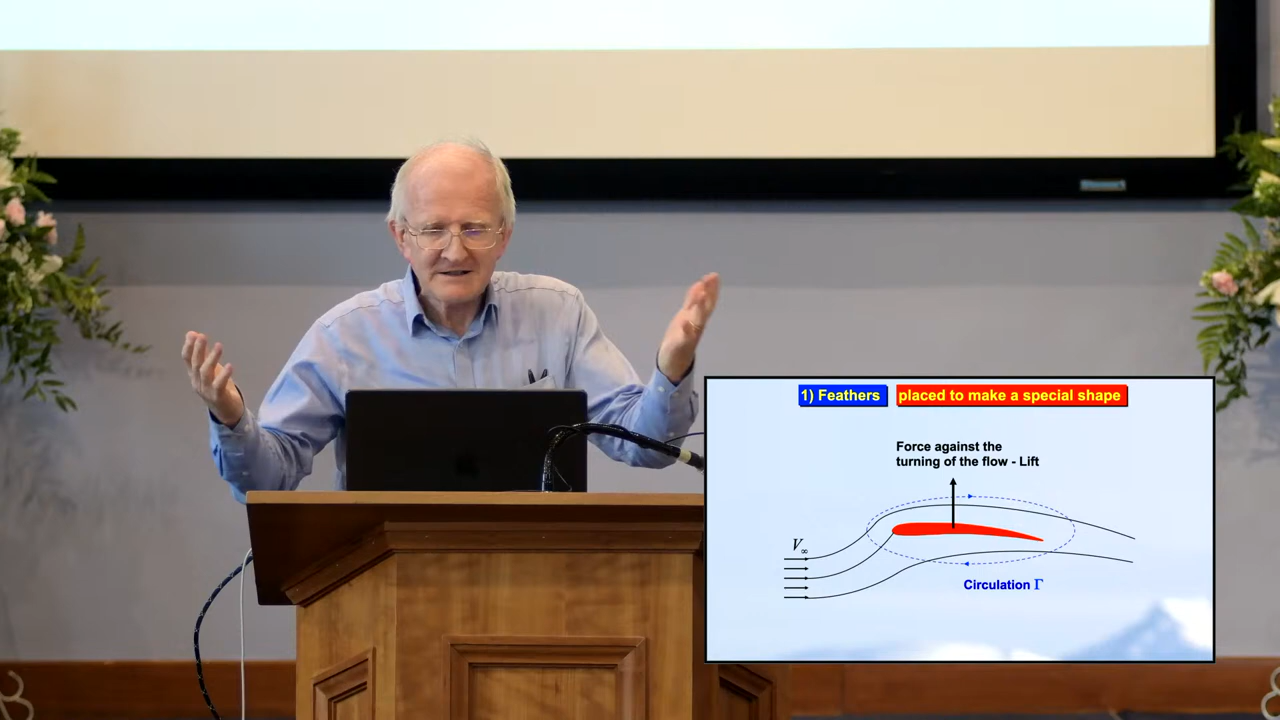 1) Feathers placed to make a special shape
Force against the
turning of the flow - Lift
V∞
Circulation Γ